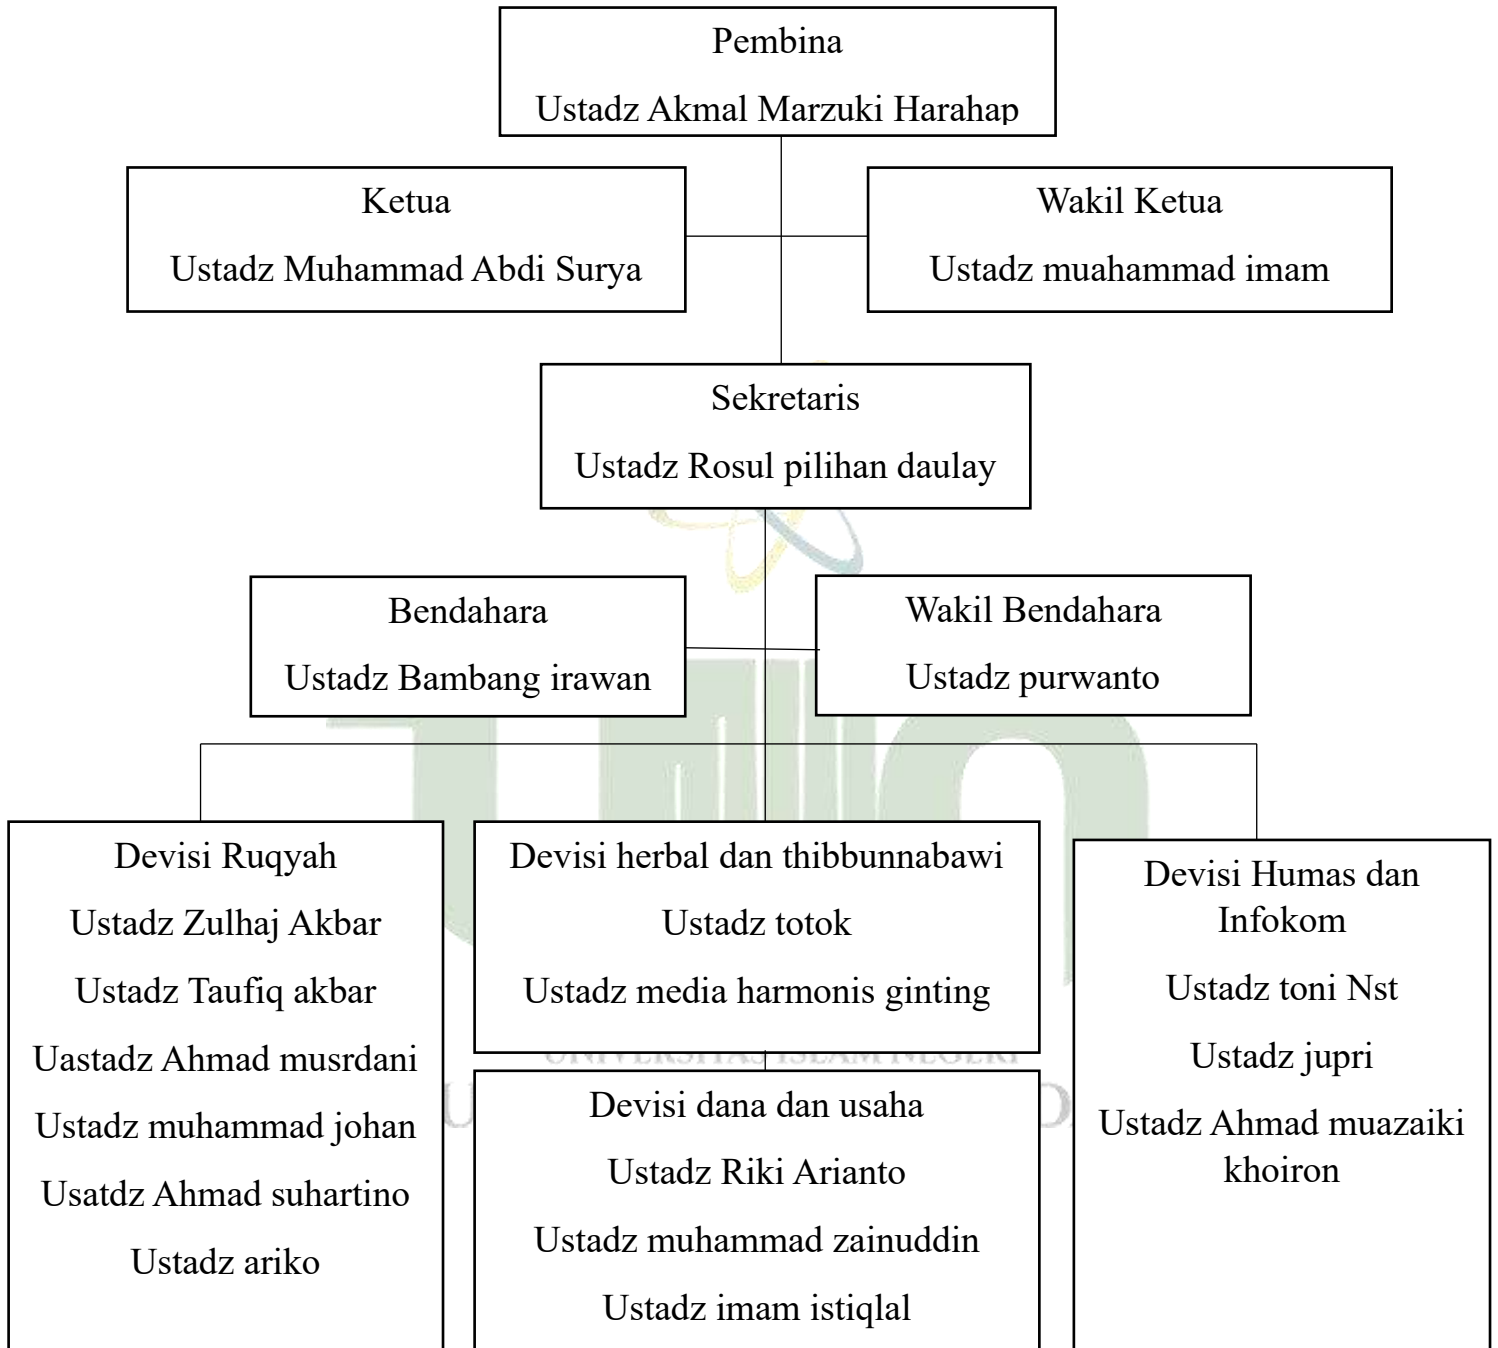 Pembina
Ustadz Akmal Marzuki Harahap
Ketua
Ustadz Muhammad Abdi Surya
Wakil Ketua
Ustadz muahammad imam
Sekretaris
Ustadz Rosul pilihan daulay
Bendahara
Ustadz Bambang irawan
Wakil Bendahara
Ustadz purwanto
Devisi Ruqyah
Ustadz Zulhaj Akbar
Ustadz Taufiq akbar
Uastadz Ahmad musrdani
Ustadz muhammad johan
Usatdz Ahmad suhartino
Ustadz ariko
Devisi herbal dan thibbunnabawi
Ustadz totok
Ustadz media harmonis ginting
UNIVERSITAS ISLAM NEGERI
Devisi dana dan usaha
Ustadz Riki Arianto
Ustadz muhammad zainuddin
Ustadz imam istiqlal
Devisi Humas dan
Infokom
Ustadz toni Nst
Ustadz jupri
Ustadz Ahmad muazaiki
khoiron